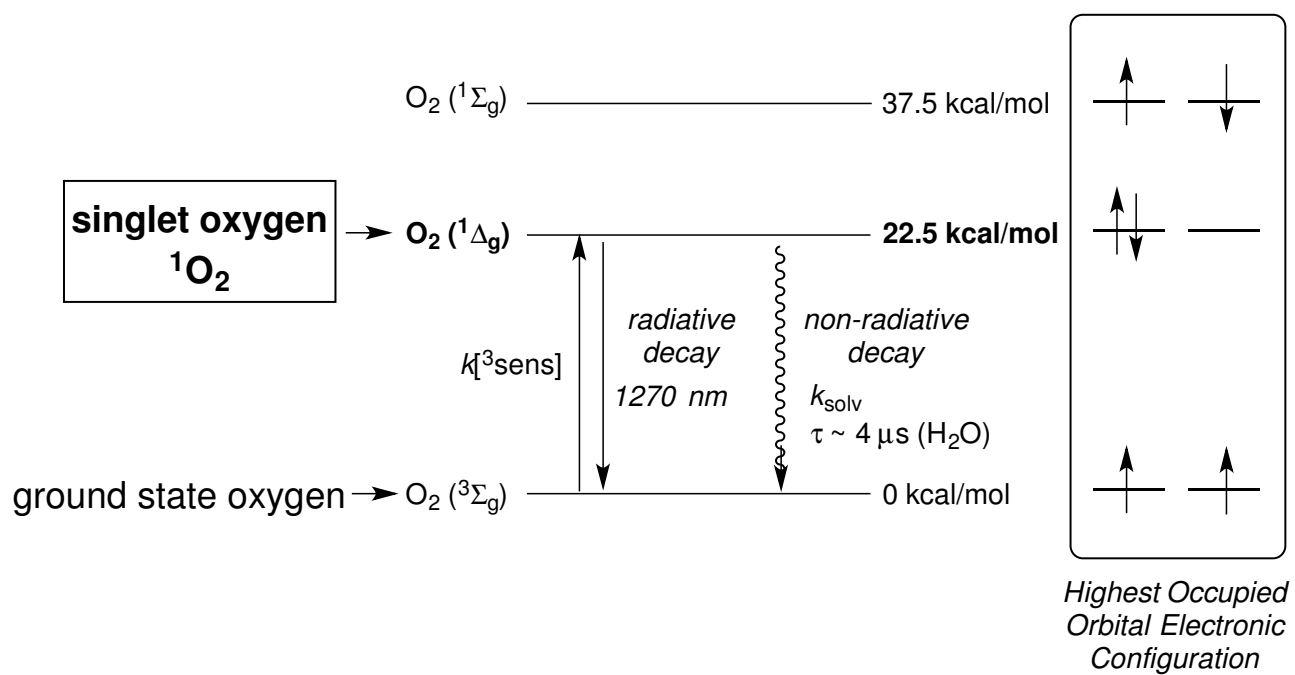 O₂ (¹Σg) 37.5 kcal/mol
singlet oxygen
¹O₂
O₂ (¹Δg) 22.5 kcal/mol
radiative
decay
1270 nm
non-radiative
decay
k[³sens]
kₛₒₗᵥ
τ ~ 4 μs (H₂O)
ground state oxygen O₂ (³Σg) 0 kcal/mol
Highest Occupied
Orbital Electronic
Configuration